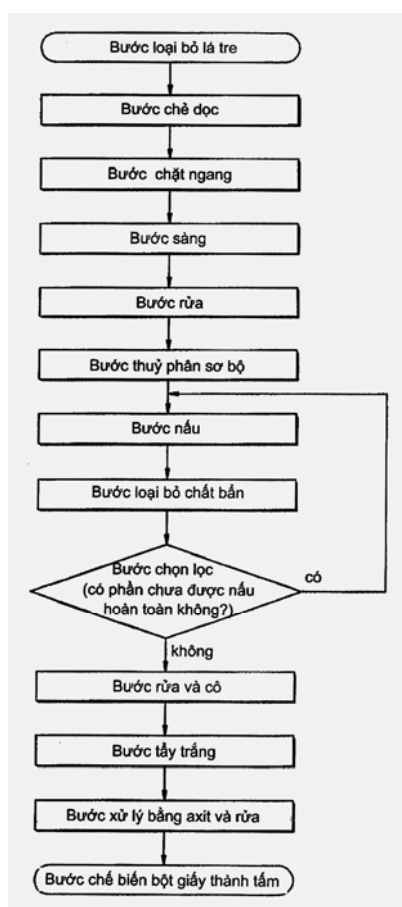 Bước loại bỏ lá tre
Bước chẻ dọc
Bước chặt ngang
Bước sàng
Bước rửa
Bước thuỷ phân sơ bộ
Bước nấu
Bước loại bỏ chất bẩn
Bước chọn lọc
(có phần chưa được nấu
hoàn toàn không?)
có
không
Bước rửa và cô
Bước tẩy trắng
Bước xử lý bằng axit và rửa
Bước chế biến bột giấy thành tấm